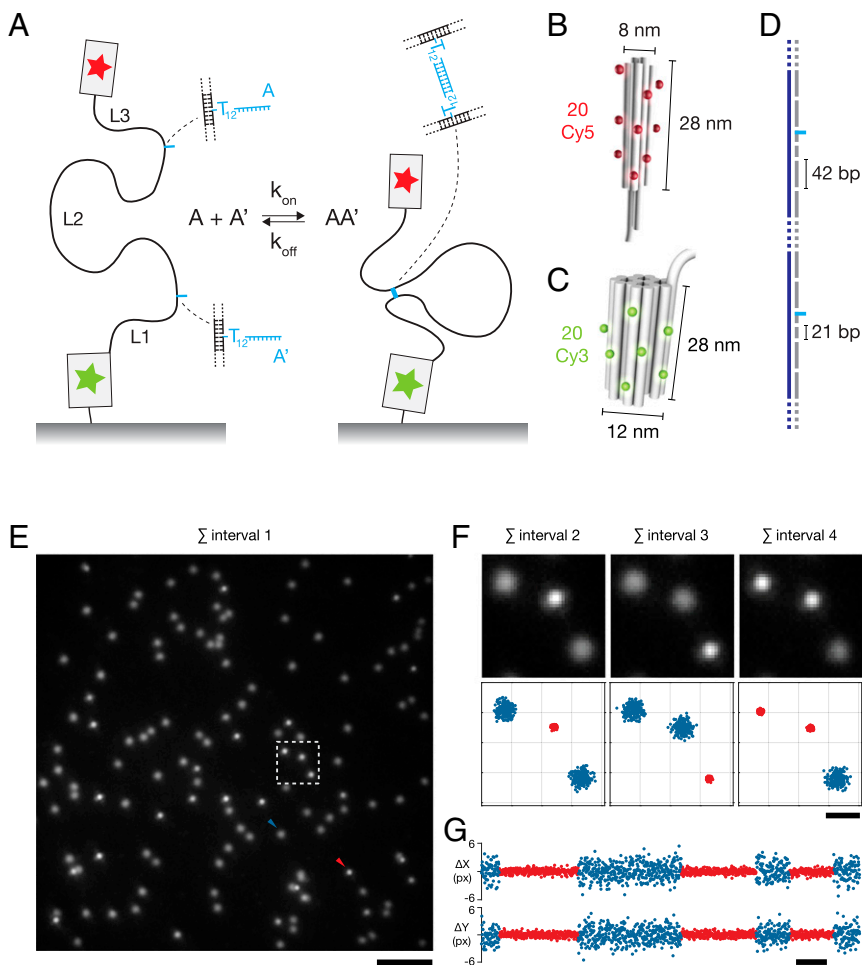 A
B
8 nm
D
L3
A
T12
T12
T12
20
Cy5
28 nm
42 bp
L2
A + A’
kon
koff
AA’
C
20
Cy3
28 nm
21 bp
L1
T12
A’
12 nm
E
∑ interval 1
F
∑ interval 2
∑ interval 3
∑ interval 4
G
6
ΔX
(px)
-6
6
ΔY
(px)
-6